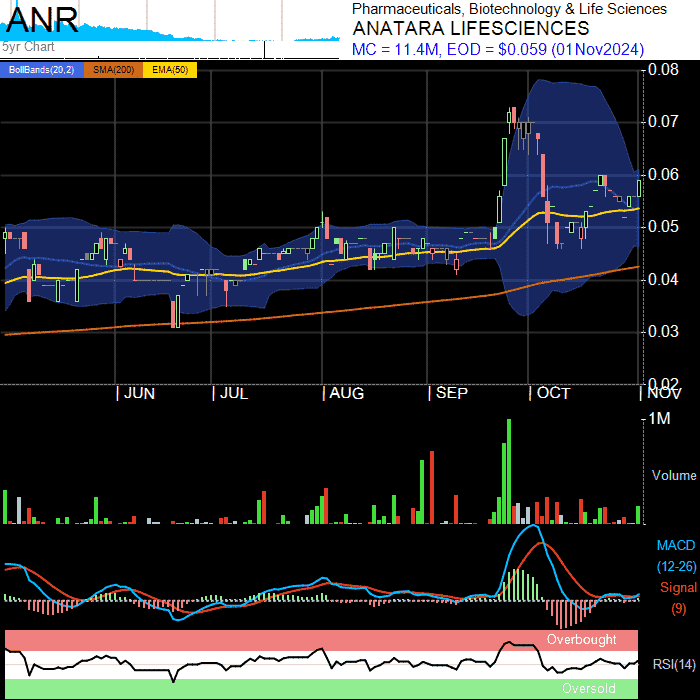 ANR
Pharmaceuticals, Biotechnology & Life Sciences
ANATARA LIFESCIENCES
5yr Chart
MC = 11.4M, EOD = $0.059 (01Nov2024)
BollBands(20,2) SMA(200) EMA(50)
0.08
0.07
0.06
0.05
0.04
0.03
0.02
JUN JUL AUG SEP OCT NOV
1M
Volume
MACD
(12-26)
Signal
(9)
Overbought
RSI(14)
Oversold